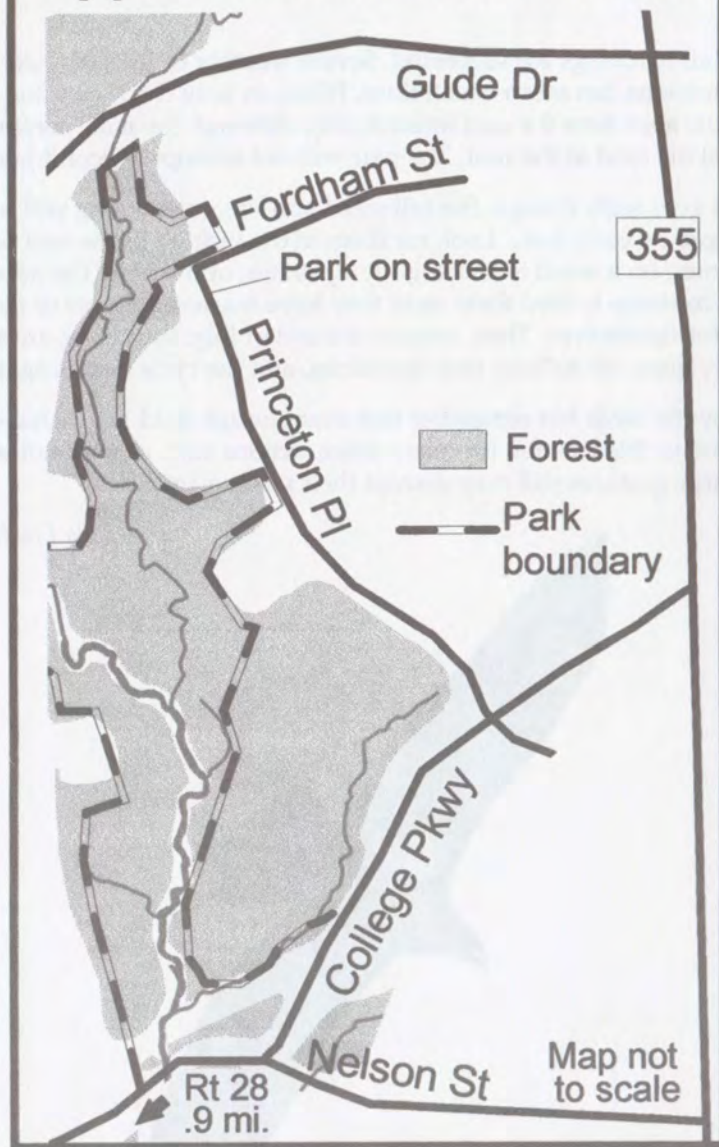 Gude Dr
Fordham St
355
Park on street
Princeton Pl
Forest
Park
boundary
College Pkwy
Nelson St
Map not
to scale
Rt 28
.9 mi.